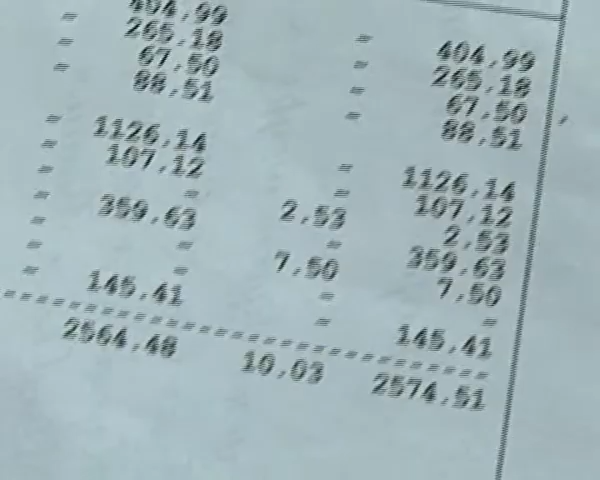 404,99 - 404,99
- 265,18 - 265,18
- 67,50 - 67,50
- 88,51 - 88,51
- 1126,14 - 1126,14
- 107,12 - 107,12
- - 2,53 2,53
- 359,63 - 359,63
- - 7,50 7,50
- - - -
- 145,41 - 145,41
2564,48 10,03 2574,51